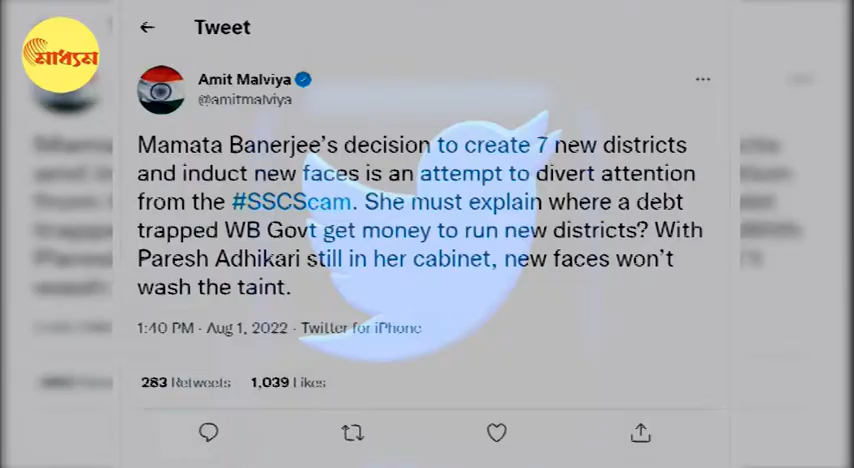 মাধ্যম
Tweet
Amit Malviya
@amitmalviya
Mamata Banerjee's decision to create 7 new districts
and induct new faces is an attempt to divert attention
from the #SSCScam. She must explain where a debt
trapped WB Govt get money to run new districts? With
Paresh Adhikari still in her cabinet, new faces won't
wash the taint.
1:40 PM · Aug 1, 2022 · Twitter for iPhone
283 Retweets 1,039 Likes